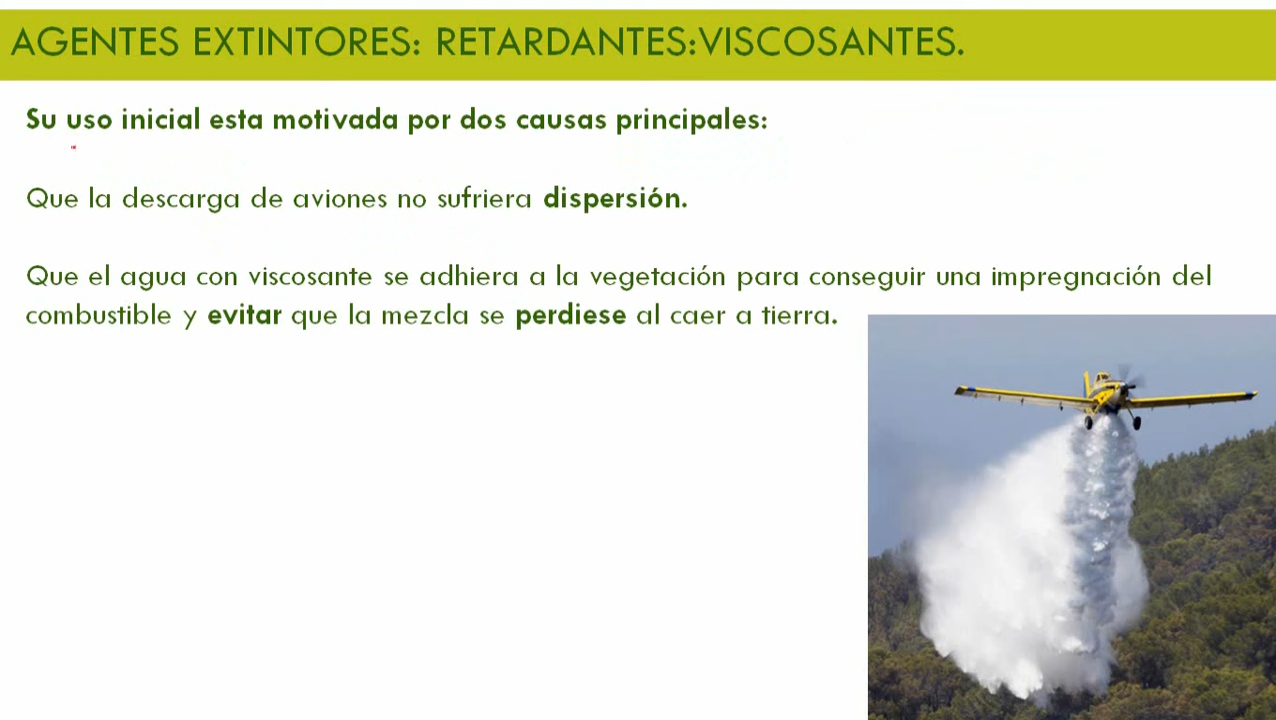 AGENTES EXTINTORES: RETARDANTES:VISCOSANTES.
Su uso inicial esta motivada por dos causas principales:
Que la descarga de aviones no sufriera dispersión.
Que el agua con viscosante se adhiera a la vegetación para conseguir una impregnación del
combustible y evitar que la mezcla se perdiese al caer a tierra.